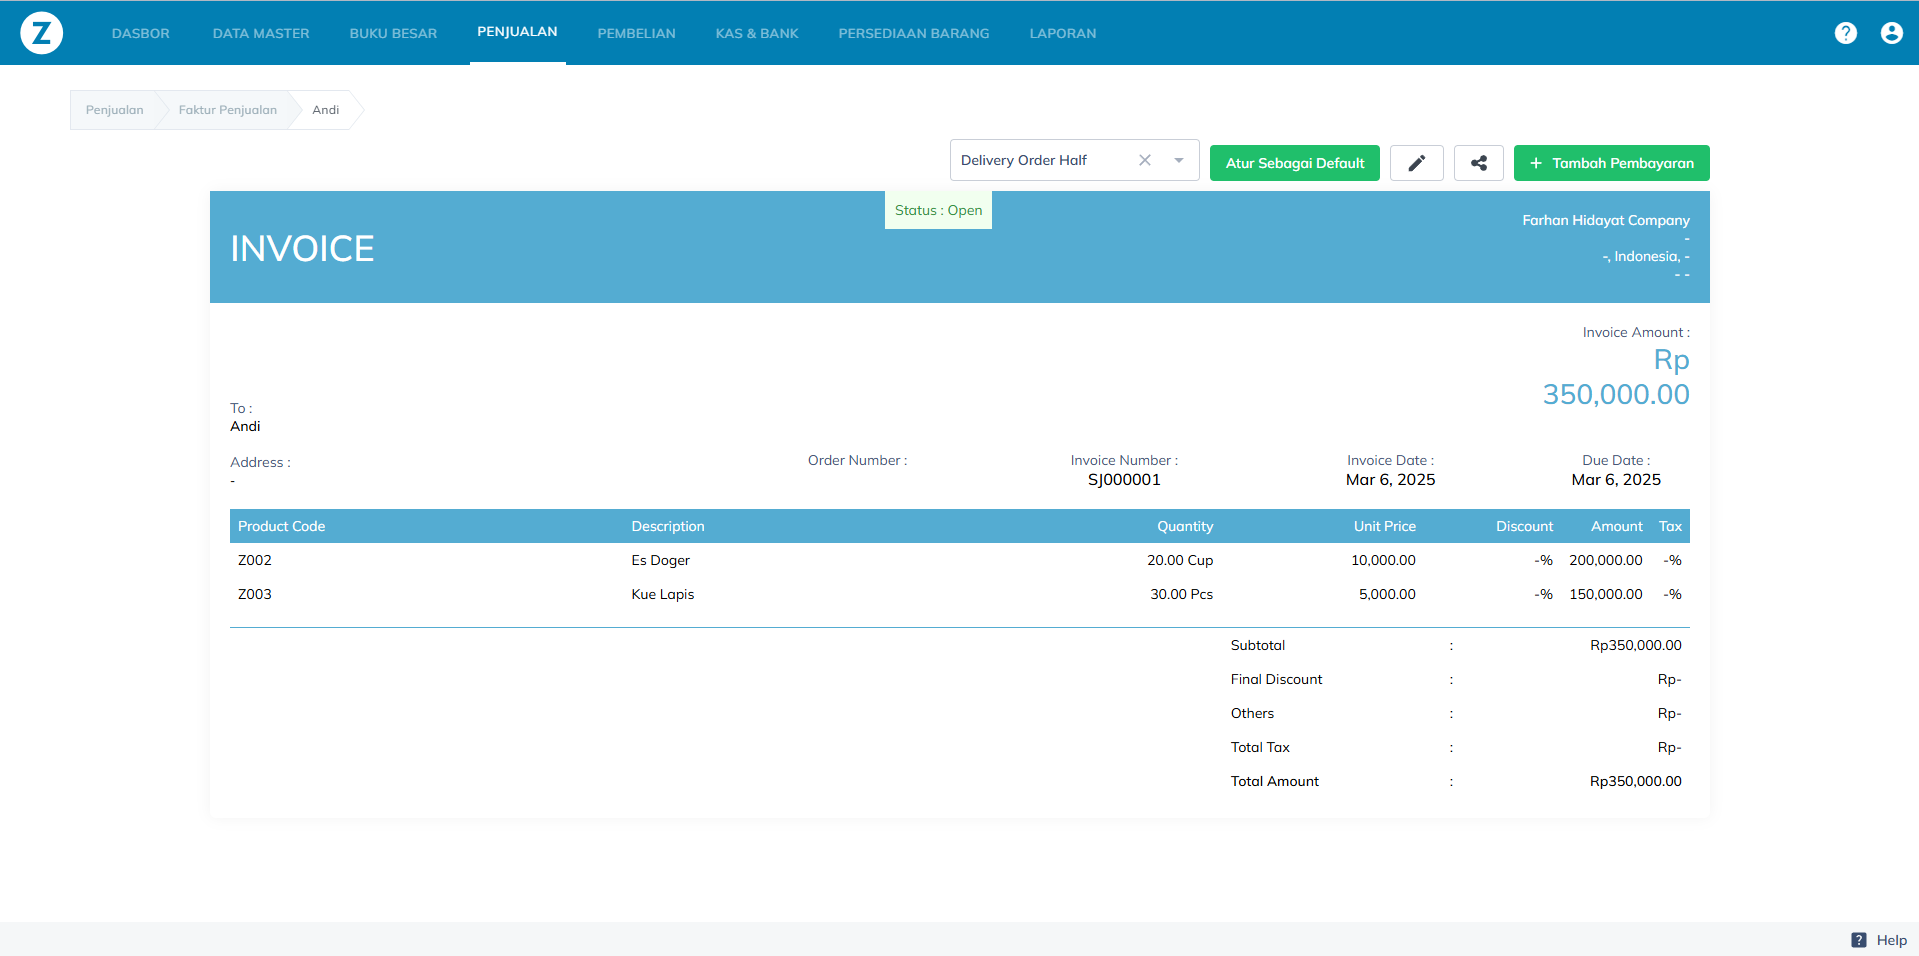 Z DASBOR DATA MASTER BUKU BESAR PENJUALAN PEMBELIAN KAS & BANK PERSEDIAAN BARANG LAPORAN ?
Penjualan Faktur Penjualan Andi
Delivery Order Half Atur Sebagai Default + Tambah Pembayaran
Status : Open
INVOICE
Farhan Hidayat Company
-
-, Indonesia, -
- -
Invoice Amount :
Rp
350,000.00
To :
Andi
Address :
-
Order Number :
Invoice Number :
SJ000001
Invoice Date :
Mar 6, 2025
Due Date :
Mar 6, 2025
Product Code Description Quantity Unit Price Discount Amount Tax
Z002 Es Doger 20.00 Cup 10,000.00 -% 200,000.00 -%
Z003 Kue Lapis 30.00 Pcs 5,000.00 -% 150,000.00 -%
Subtotal : Rp350,000.00
Final Discount : Rp-
Others : Rp-
Total Tax : Rp-
Total Amount : Rp350,000.00
? Help